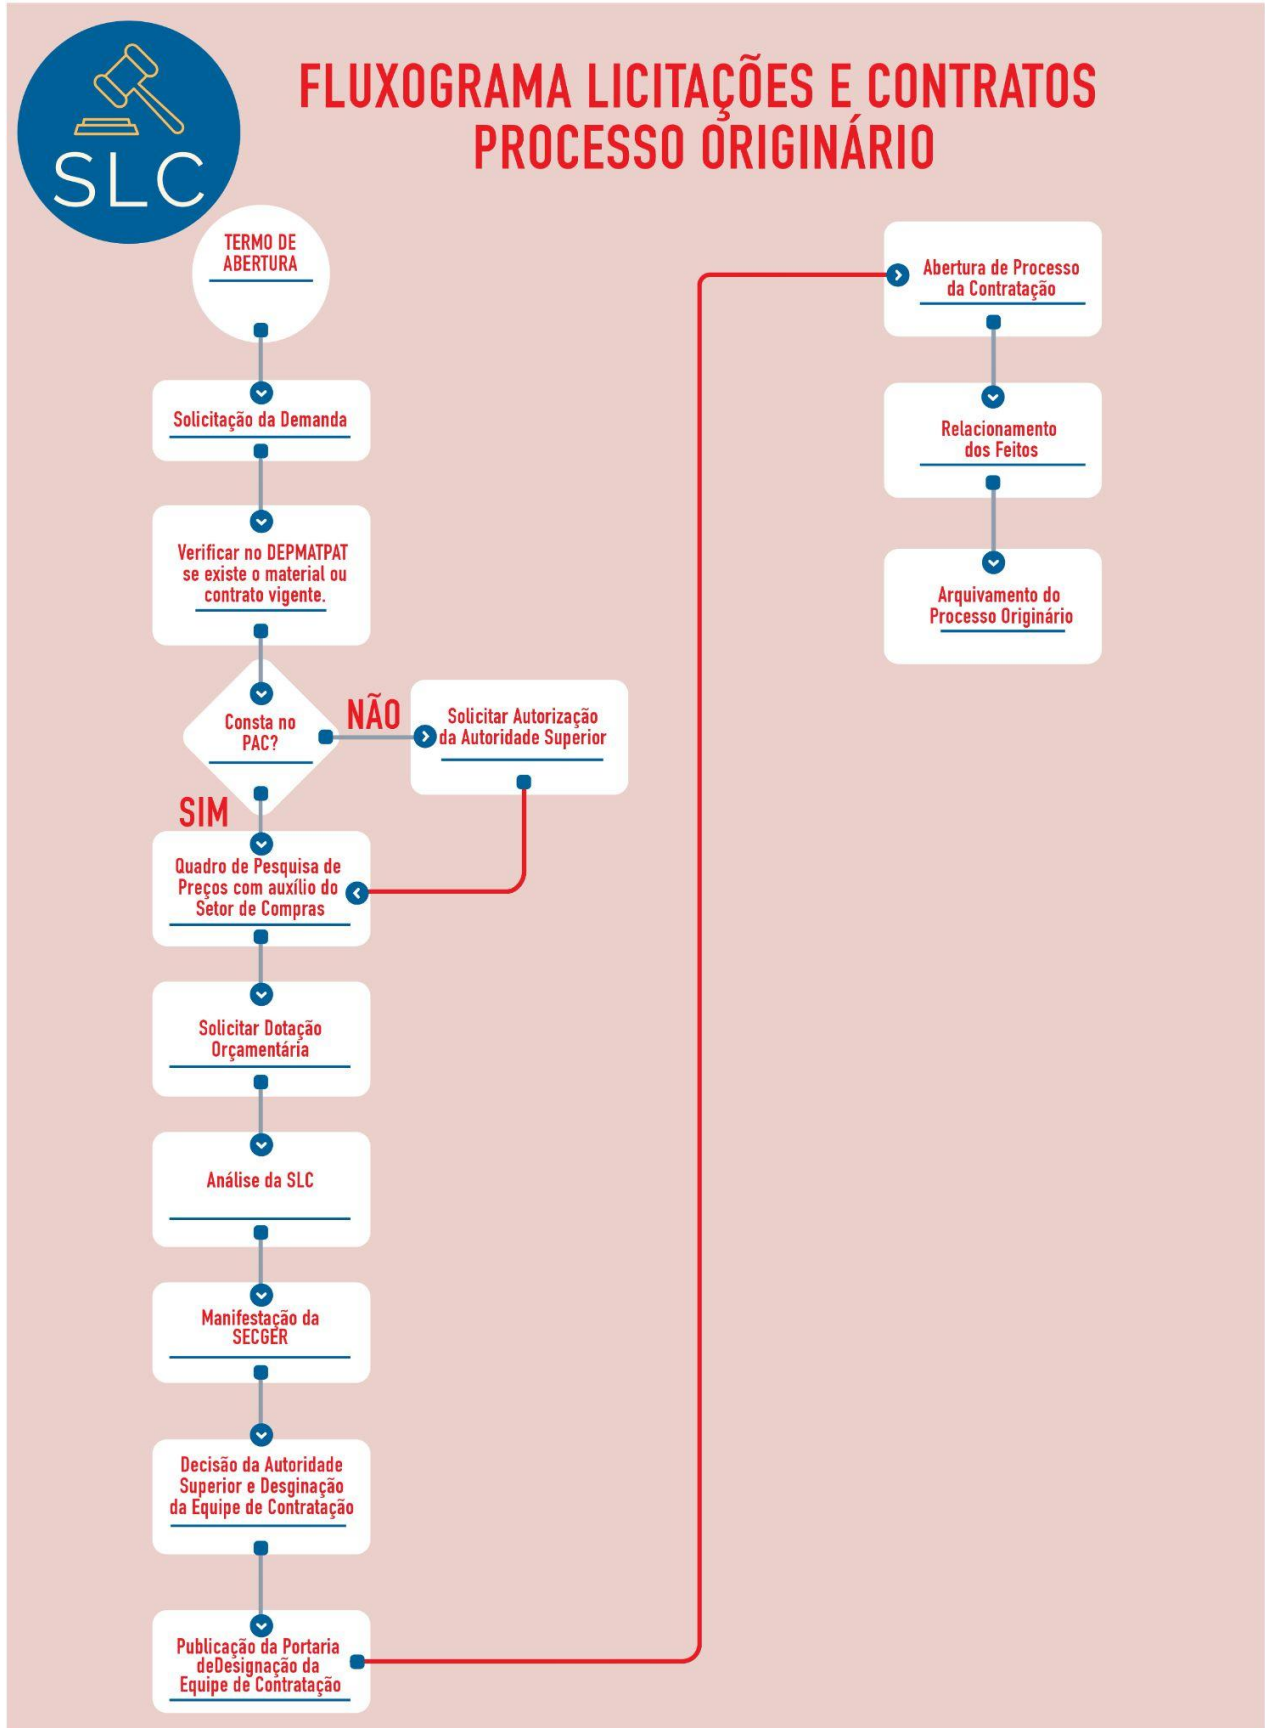 SLC
FLUXOGRAMA LICITAÇÕES E CONTRATOS
PROCESSO ORIGINÁRIO
TERMO DE
ABERTURA
Solicitação da Demanda
Verificar no DEPMATPAT
se existe o material ou
contrato vigente.
Consta no
PAC?
NÃO
Solicitar Autorização
da Autoridade Superior
SIM
Quadro de Pesquisa de
Preços com auxílio do
Setor de Compras
Solicitar Dotação
Orçamentária
Análise da SLC
Manifestação da
SECGER
Decisão da Autoridade
Superior e Desginação
da Equipe de Contratação
Publicação da Portaria
deDesignação da
Equipe de Contratação
Abertura de Processo
da Contratação
Relacionamento
dos Feitos
Arquivamento do
Processo Originário